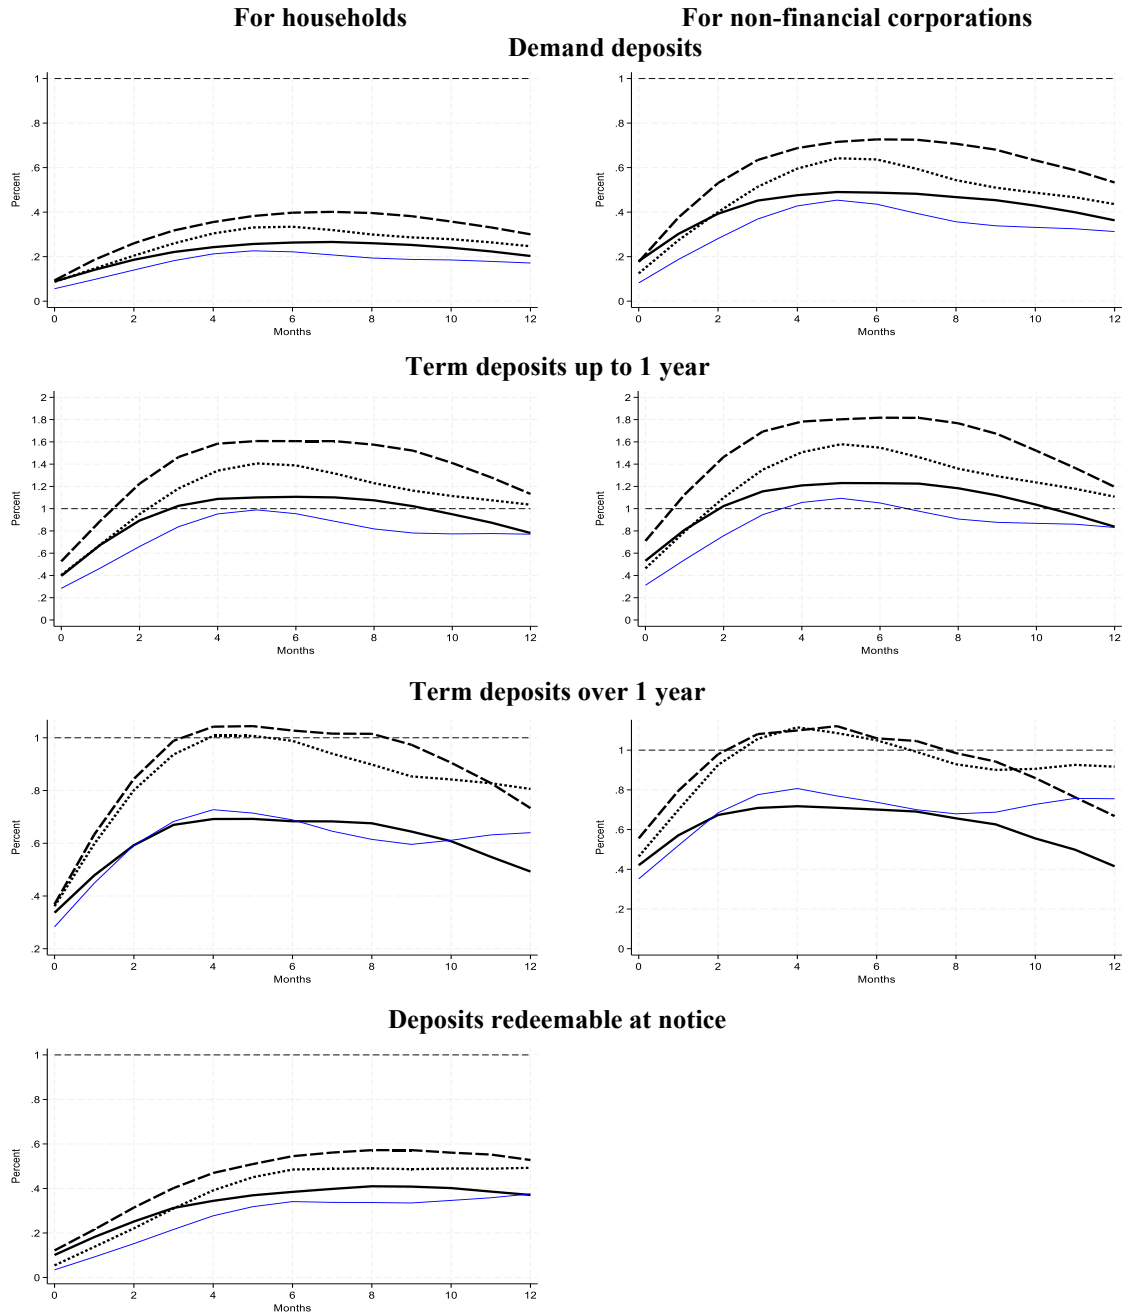 For households
For non-financial corporations
Demand deposits
1
.8
.6
.4
.2
0
Percent
0 2 4 6 8 10 12
Months
1
.8
.6
.4
.2
0
Percent
0 2 4 6 8 10 12
Months
Term deposits up to 1 year
2
1.8
1.6
1.4
1.2
1
.8
.6
.4
.2
0
Percent
0 2 4 6 8 10 12
Months
2
1.8
1.6
1.4
1.2
1
.8
.6
.4
.2
0
Percent
0 2 4 6 8 10 12
Months
Term deposits over 1 year
1
.8
.6
.4
.2
Percent
0 2 4 6 8 10 12
Months
1
.8
.6
.4
.2
0
Percent
0 2 4 6 8 10 12
Months
Deposits redeemable at notice
1
.8
.6
.4
.2
0
Percent
0 2 4 6 8 10 12
Months